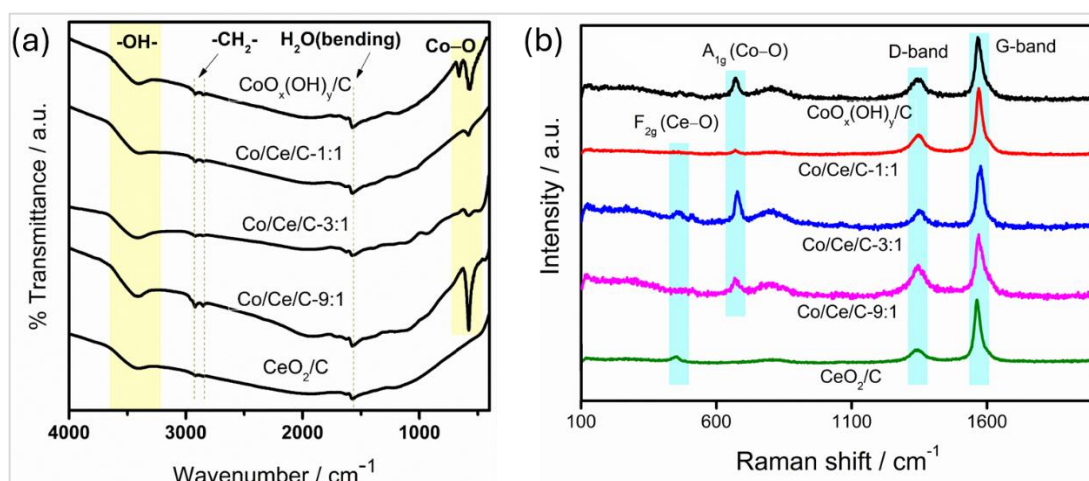 (a)
-OH-
-CH₂-
H₂O(bending)
Co–O
CoOₓ(OH)ᵧ/C
Co/Ce/C-1:1
Co/Ce/C-3:1
Co/Ce/C-9:1
CeO₂/C
% Transmittance / a.u.
4000 3000 2000 1000
Wavenumber / cm⁻¹
(b)
A₁g (Co–O)
D-band
G-band
F₂g (Ce–O)
CoOₓ(OH)ᵧ/C
Co/Ce/C-1:1
Co/Ce/C-3:1
Co/Ce/C-9:1
CeO₂/C
Intensity / a.u.
100 600 1100 1600
Raman shift / cm⁻¹